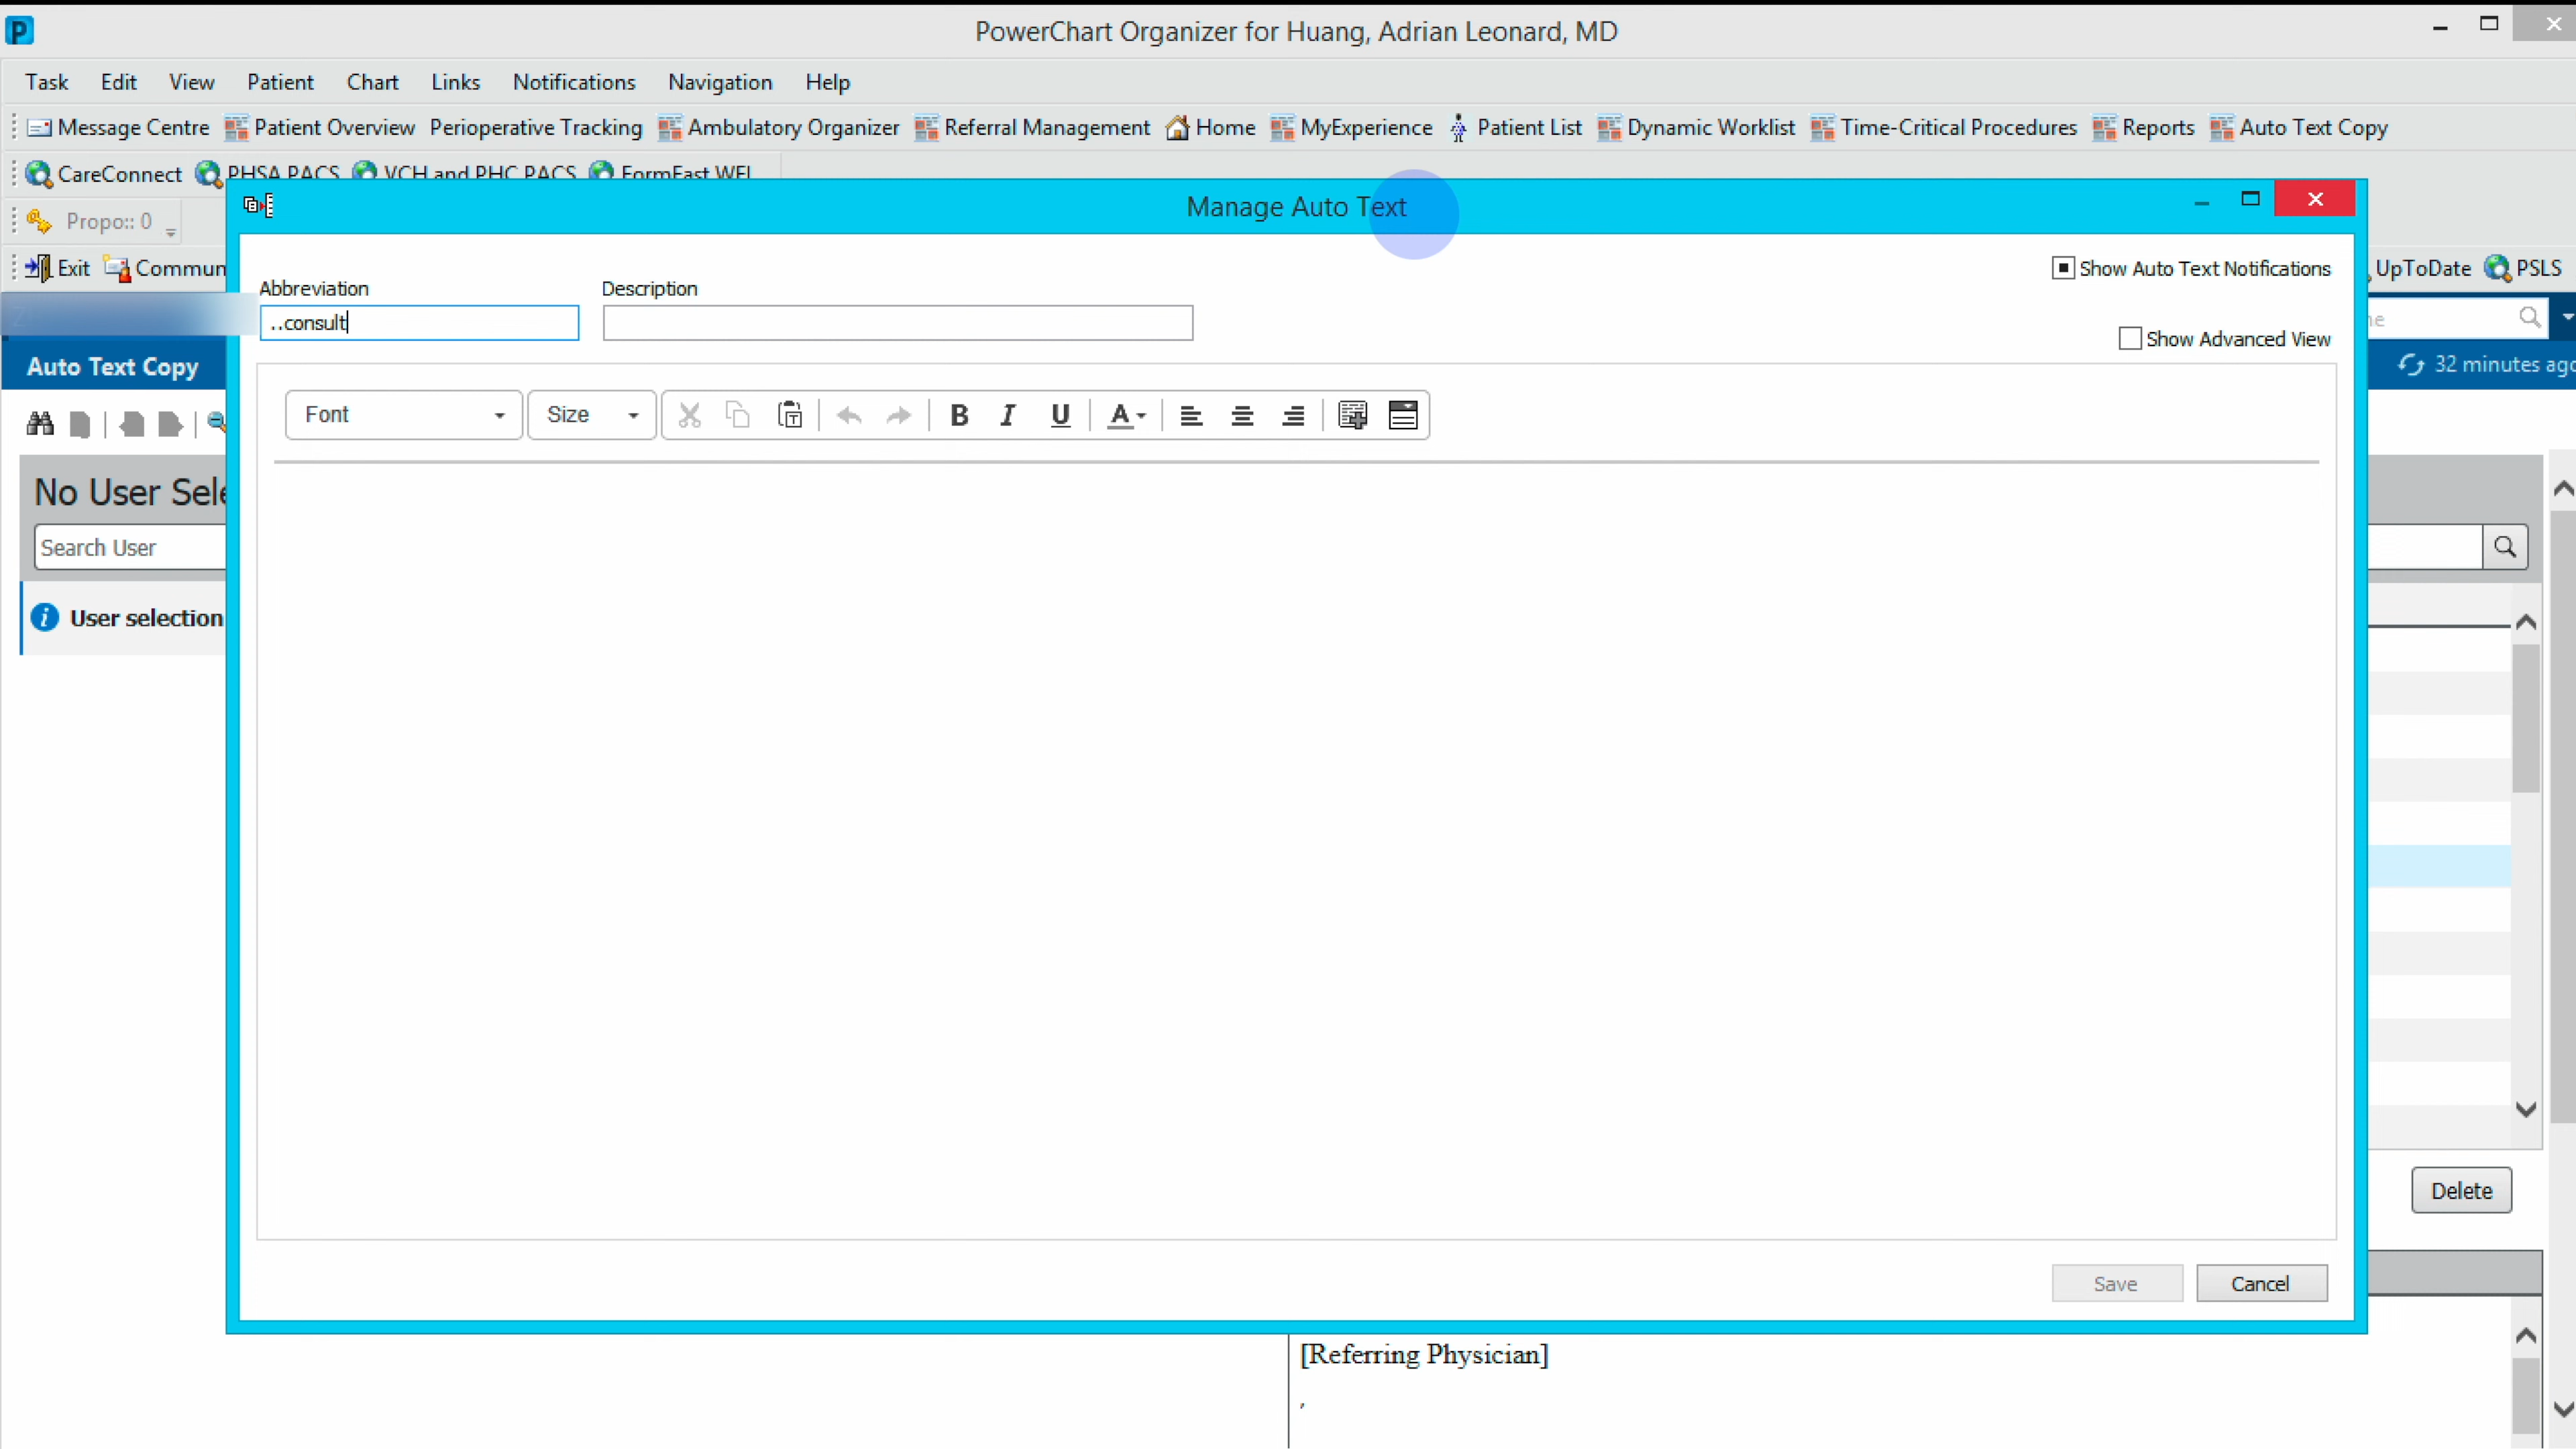 PowerChart Organizer for Huang, Adrian Leonard, MD
Task Edit View Patient Chart Links Notifications Navigation Help
Message Centre Patient Overview Perioperative Tracking Ambulatory Organizer Referral Management Home MyExperience Patient List Dynamic Worklist Time-Critical Procedures Reports Auto Text Copy
CareConnect PHSA PACS VCH and PHC PACS FormFast WFI
Propo:: 0
Manage Auto Text
Exit Commun
UpToDate PSLS
Show Auto Text Notifications
Abbreviation Description
..consult
Show Advanced View
Auto Text Copy
32 minutes ago
Font Size B I U A
No User Sele
Search User
User selection
Delete
Save Cancel
[Referring Physician]
,